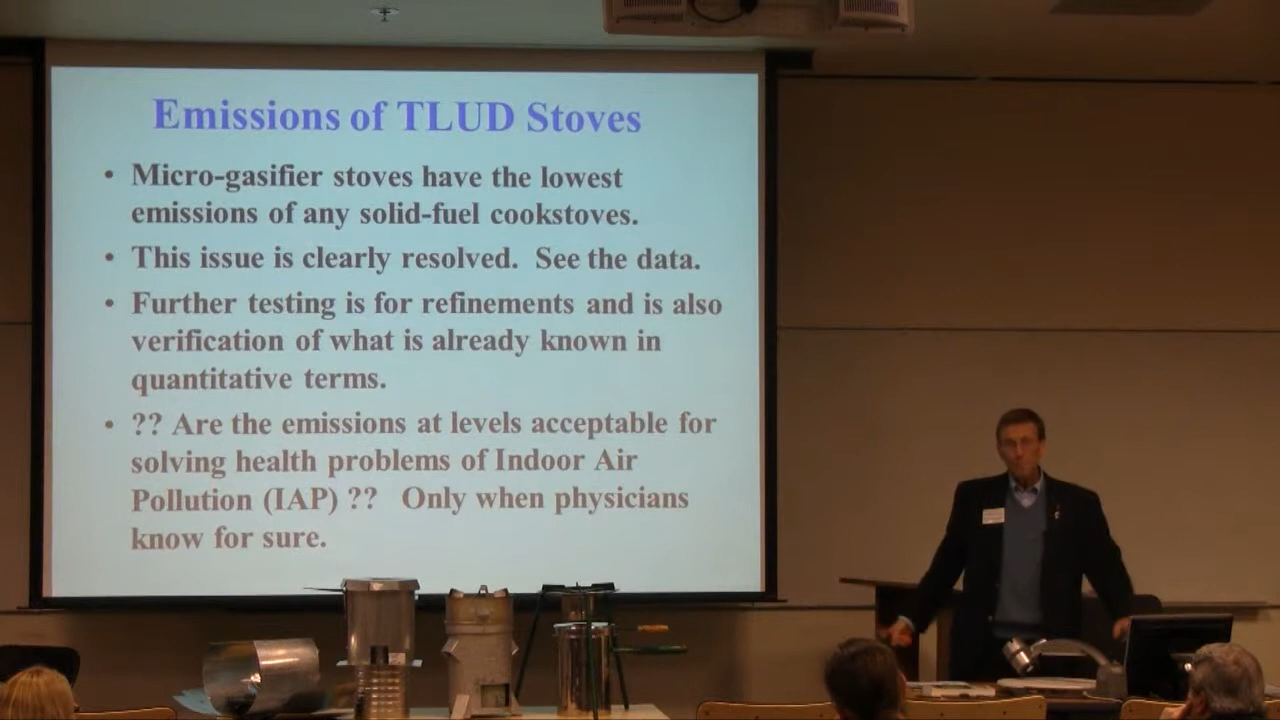 Emissions of TLUD Stoves
• Micro-gasifier stoves have the lowest
emissions of any solid-fuel cookstoves.
• This issue is clearly resolved.  See the data.
• Further testing is for refinements and is also
verification of what is already known in
quantitative terms.
• ?? Are the emissions at levels acceptable for
solving health problems of Indoor Air
Pollution (IAP) ??   Only when physicians
know for sure.